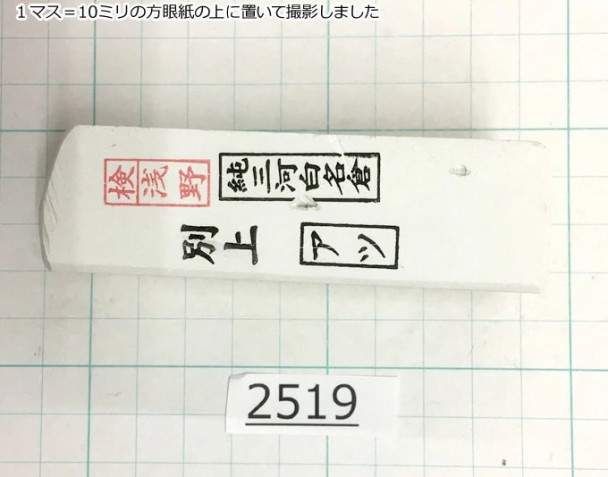 １マス＝10ミリの方眼紙の上に置いて撮影しました
検 浅野
純三河白名倉
別上
アツ
2519